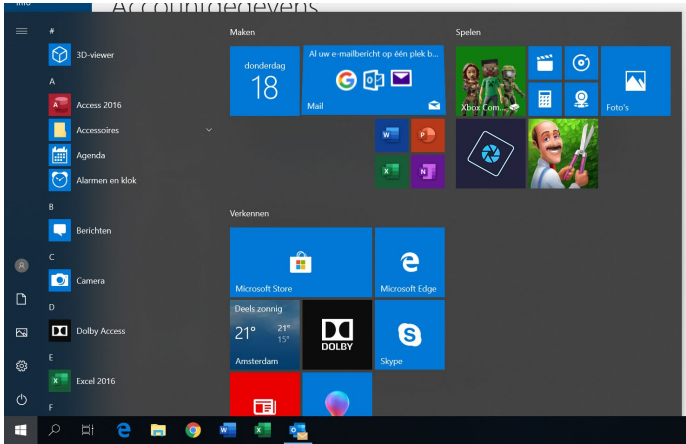 Info
Accountgegevens
#
3D-viewer
A
Access 2016
Accessoires
Agenda
Alarmen en klok
B
Berichten
C
Camera
D
Dolby Access
E
Excel 2016
F
Maken
donderdag
18
Al uw e-mailbericht op één plek b...
Mail
Verkennen
Microsoft Store
Microsoft Edge
Deels zonnig
21° 21°
15°
Amsterdam
DOLBY
Skype
Spelen
Xbox Com...
Foto's